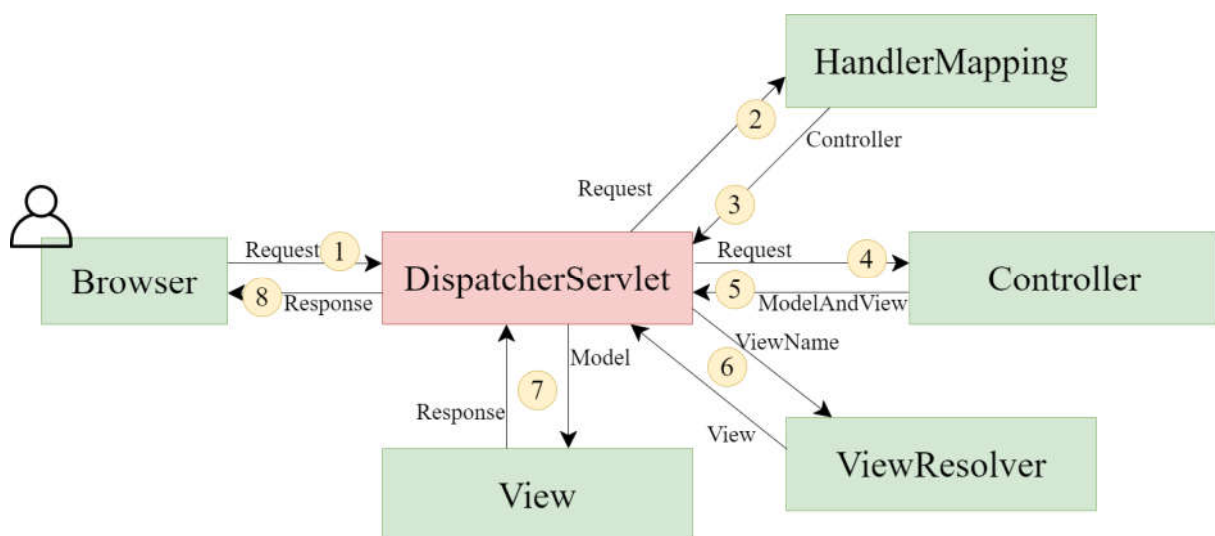 HandlerMapping
2
Controller
Request
3
Request
1
Request
4
Browser
DispatcherServlet
Controller
8
Response
5
ModelAndView
ViewName
Model
6
7
Response
View
ViewResolver
View